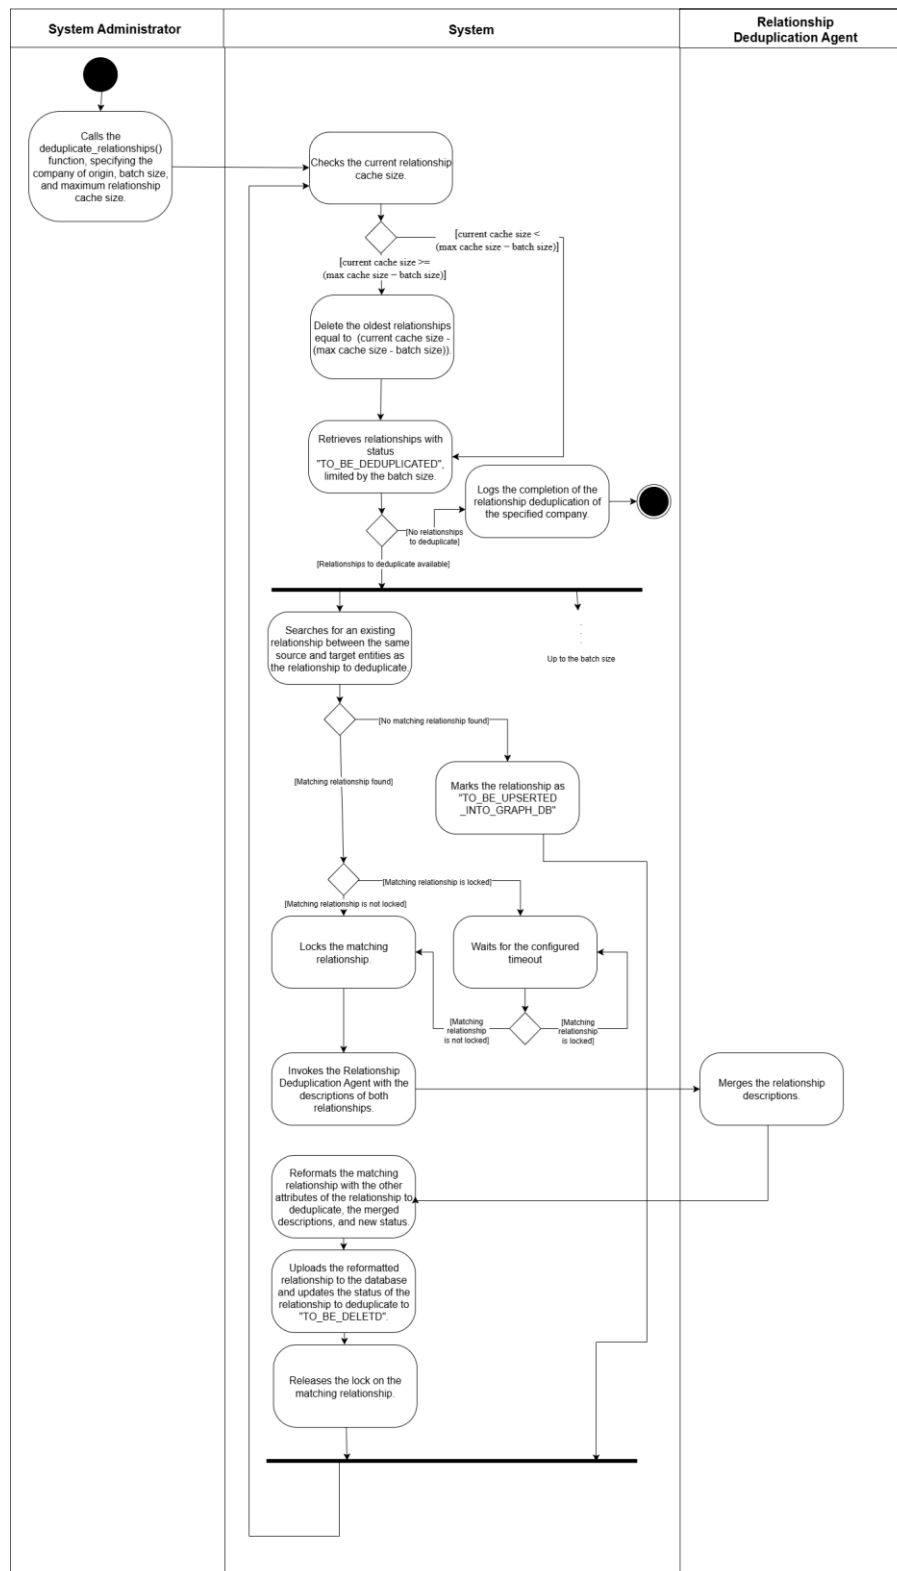 System Administrator
System
Relationship
Deduplication Agent
Calls the
deduplicate_relationships()
function, specifying the
company of origin, batch size,
and maximum relationship
cache size.
Checks the current relationship
cache size.
[current cache size <
(max cache size − batch size)]
[current cache size >=
(max cache size − batch size)]
Delete the oldest relationships
equal to (current cache size -
(max cache size - batch size)).
Retrieves relationships with
status
"TO_BE_DEDUPLICATED",
limited by the batch size.
Logs the completion of the
relationship deduplication of
the specified company.
[No relationships
to deduplicate]
[Relationships to deduplicate available]
Searches for an existing
relationship between the same
source and target entities as
the relationship to deduplicate.
.
.
.
Up to the batch size
[No matching relationship found]
[Matching relationship found]
Marks the relationship as
"TO_BE_UPSERTED
_INTO_GRAPH_DB"
[Matching relationship is locked]
[Matching relationship is not locked]
Locks the matching
relationship.
Waits for the configured
timeout
[Matching
relationship
is not locked]
[Matching
relationship
is locked]
Invokes the Relationship
Deduplication Agent with the
descriptions of both
relationships.
Merges the relationship
descriptions.
Reformats the matching
relationship with the other
attributes of the relationship to
deduplicate, the merged
descriptions, and new status.
Uploads the reformatted
relationship to the database
and updates the status of the
relationship to deduplicate to
"TO_BE_DELETD".
Releases the lock on the
matching relationship.